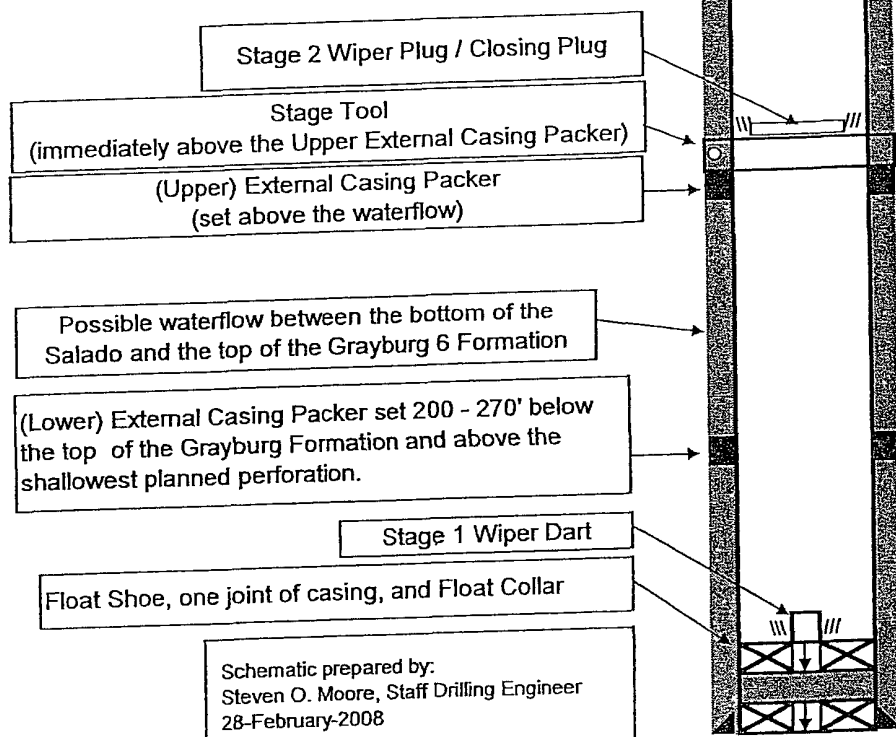 Stage 2 Wiper Plug / Closing Plug
Stage Tool
(immediately above the Upper External Casing Packer)
(Upper) External Casing Packer
(set above the waterflow)
Possible waterflow between the bottom of the
Salado and the top of the Grayburg 6 Formation
(Lower) External Casing Packer set 200 - 270' below
the top of the Grayburg Formation and above the
shallowest planned perforation.
Stage 1 Wiper Dart
Float Shoe, one joint of casing, and Float Collar
Schematic prepared by:
Steven O. Moore, Staff Drilling Engineer
28-February-2008